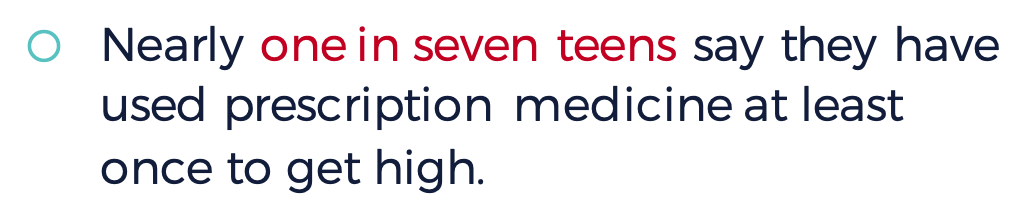 Nearly one in seven teens say they have
used prescription medicine at least
once to get high.